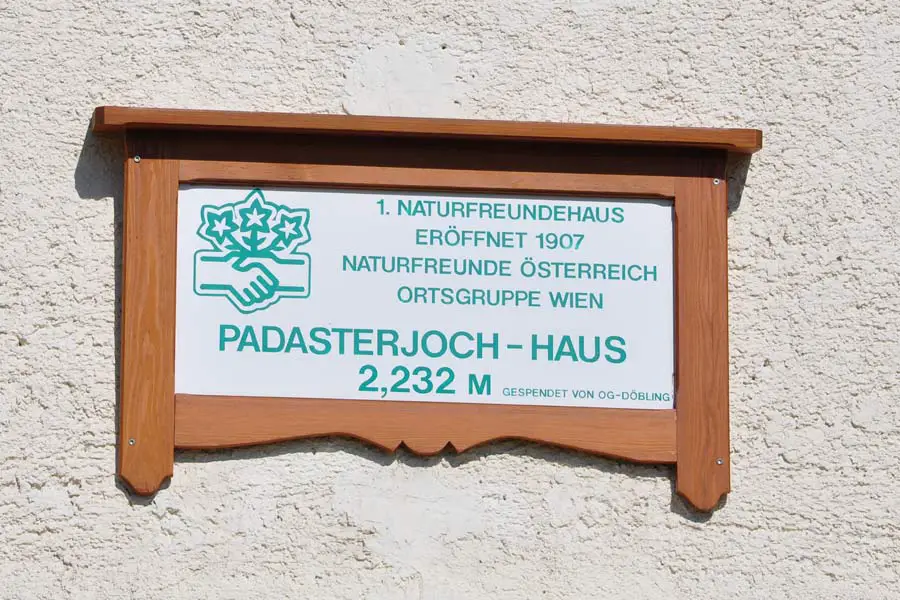 1. NATURFREUNDEHAUS
ERÖFFNET 1907
NATURFREUNDE ÖSTERREICH
ORTSGRUPPE WIEN
PADASTERJOCH – HAUS
2,232 M
GESPENDET VON OG-DÖBLING